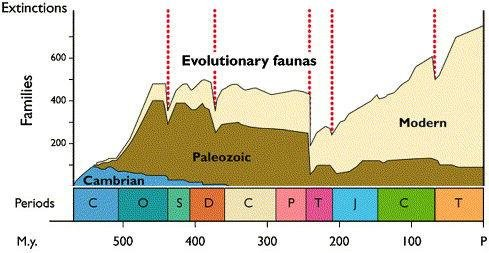 Extinctions
Evolutionary faunas
Families
600
400
200
Modern
Paleozoic
Cambrian
Periods C O S D C P T J C T
M.y. 500 400 300 200 100 P